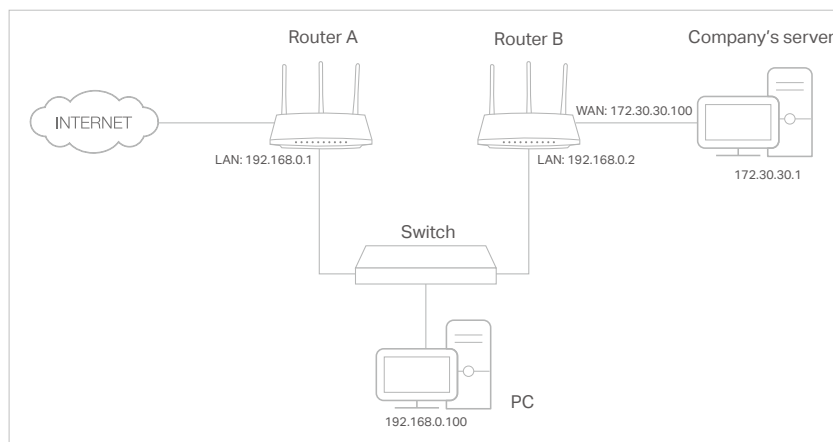 Router A
Router B
Company's server
INTERNET
WAN: 172.30.30.100
LAN: 192.168.0.1
LAN: 192.168.0.2
172.30.30.1
Switch
PC
192.168.0.100